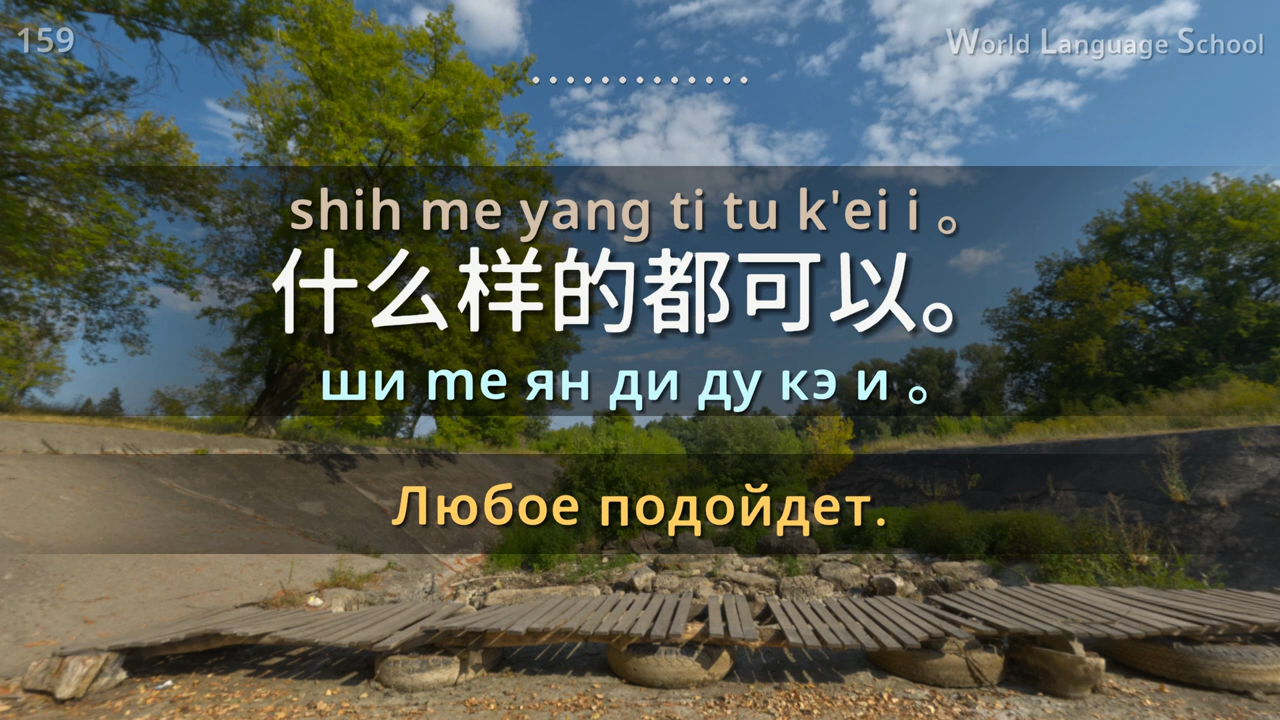 159
World Language School
.............
shih me yang ti tu k'ei i 。
什么样的都可以。
ши те ян ди ду кэ и 。
Любое подойдет.